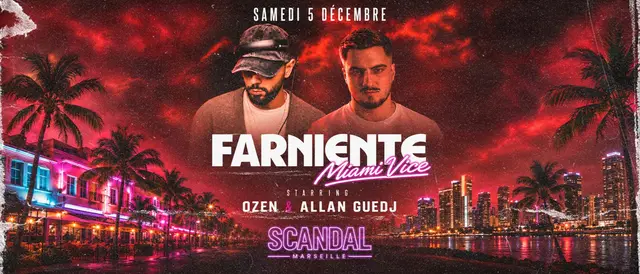 SAMEDI 5 DÉCEMBRE
FARNIENTE
Miami Vice
STARRING
OZEN & ALLAN GUEDJ
SCANDAL
MARSEILLE